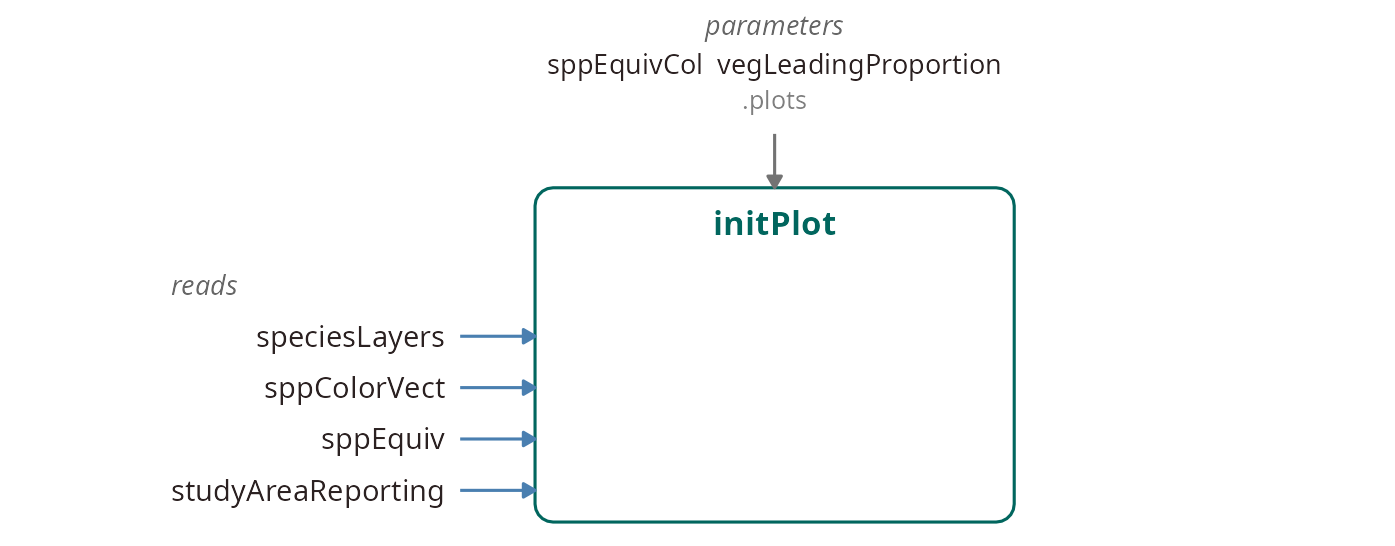 parameters
sppEquivCol vegLeadingProportion
.plots
initPlot
reads
speciesLayers
sppColorVect
sppEquiv
studyAreaReporting